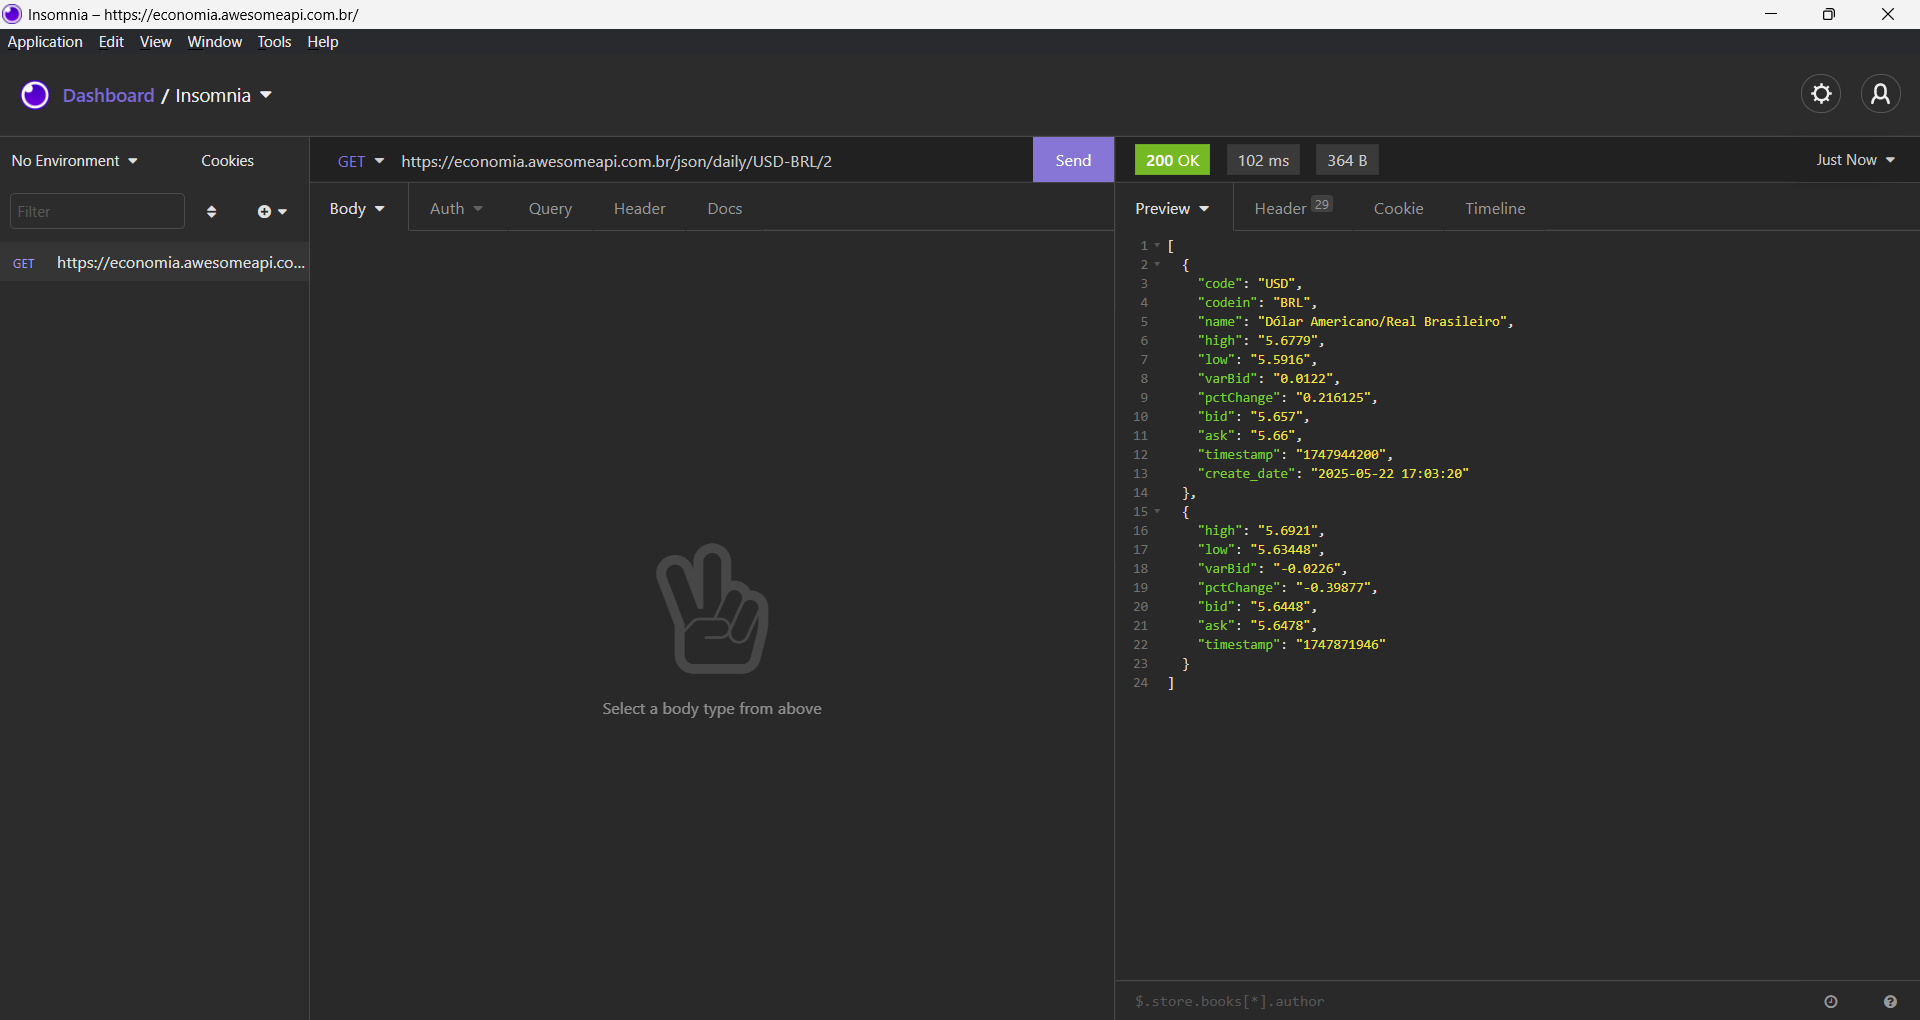 Insomnia – https://economia.awesomeapi.com.br/
Application Edit View Window Tools Help
Dashboard / Insomnia
No Environment Cookies
GET https://economia.awesomeapi.com.br/json/daily/USD-BRL/2 Send
200 OK 102 ms 364 B Just Now
Filter
Body Auth Query Header Docs
Preview Header 29 Cookie Timeline
GET https://economia.awesomeapi.co...
Select a body type from above
1 [
2 {
3 "code": "USD",
4 "codein": "BRL",
5 "name": "Dólar Americano/Real Brasileiro",
6 "high": "5.6779",
7 "low": "5.5916",
8 "varBid": "0.0122",
9 "pctChange": "0.216125",
10 "bid": "5.657",
11 "ask": "5.66",
12 "timestamp": "1747944200",
13 "create_date": "2025-05-22 17:03:20"
14 },
15 {
16 "high": "5.6921",
17 "low": "5.63448",
18 "varBid": "-0.0226",
19 "pctChange": "-0.39877",
20 "bid": "5.6448",
21 "ask": "5.6478",
22 "timestamp": "1747871946"
23 }
24 ]
$.store.books[*].author